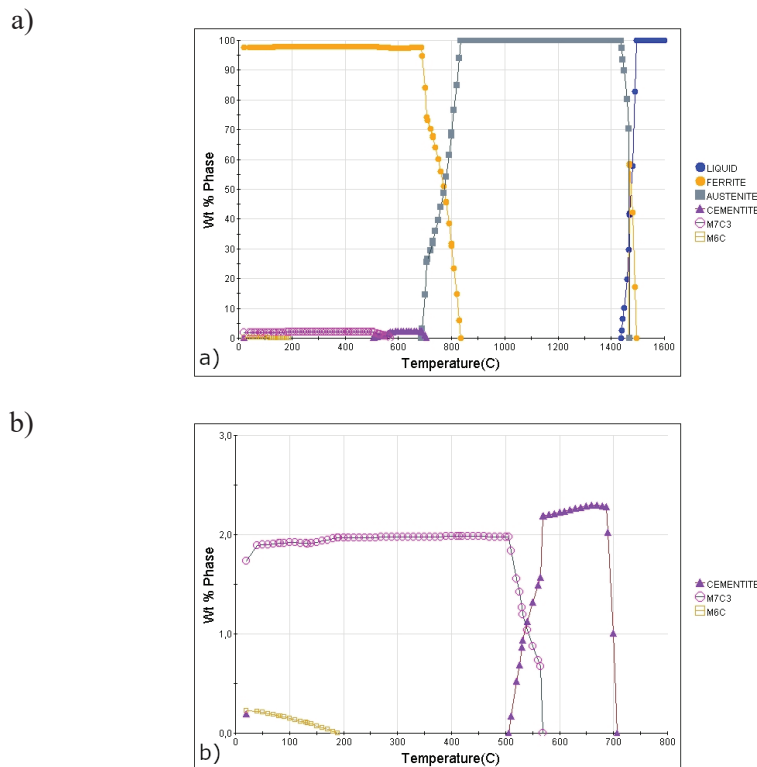 a)
Wt % Phase
100
90
80
70
60
50
40
30
20
10
0
0 200 400 600 800 1000 1200 1400 1600
Temperature(C)
a)
LIQUID
FERRITE
AUSTENITE
CEMENTITE
M7C3
M6C
b)
Wt % Phase
3,0
2,0
1,0
0,0
0 100 200 300 400 500 600 700 800
Temperature(C)
b)
CEMENTITE
M7C3
M6C